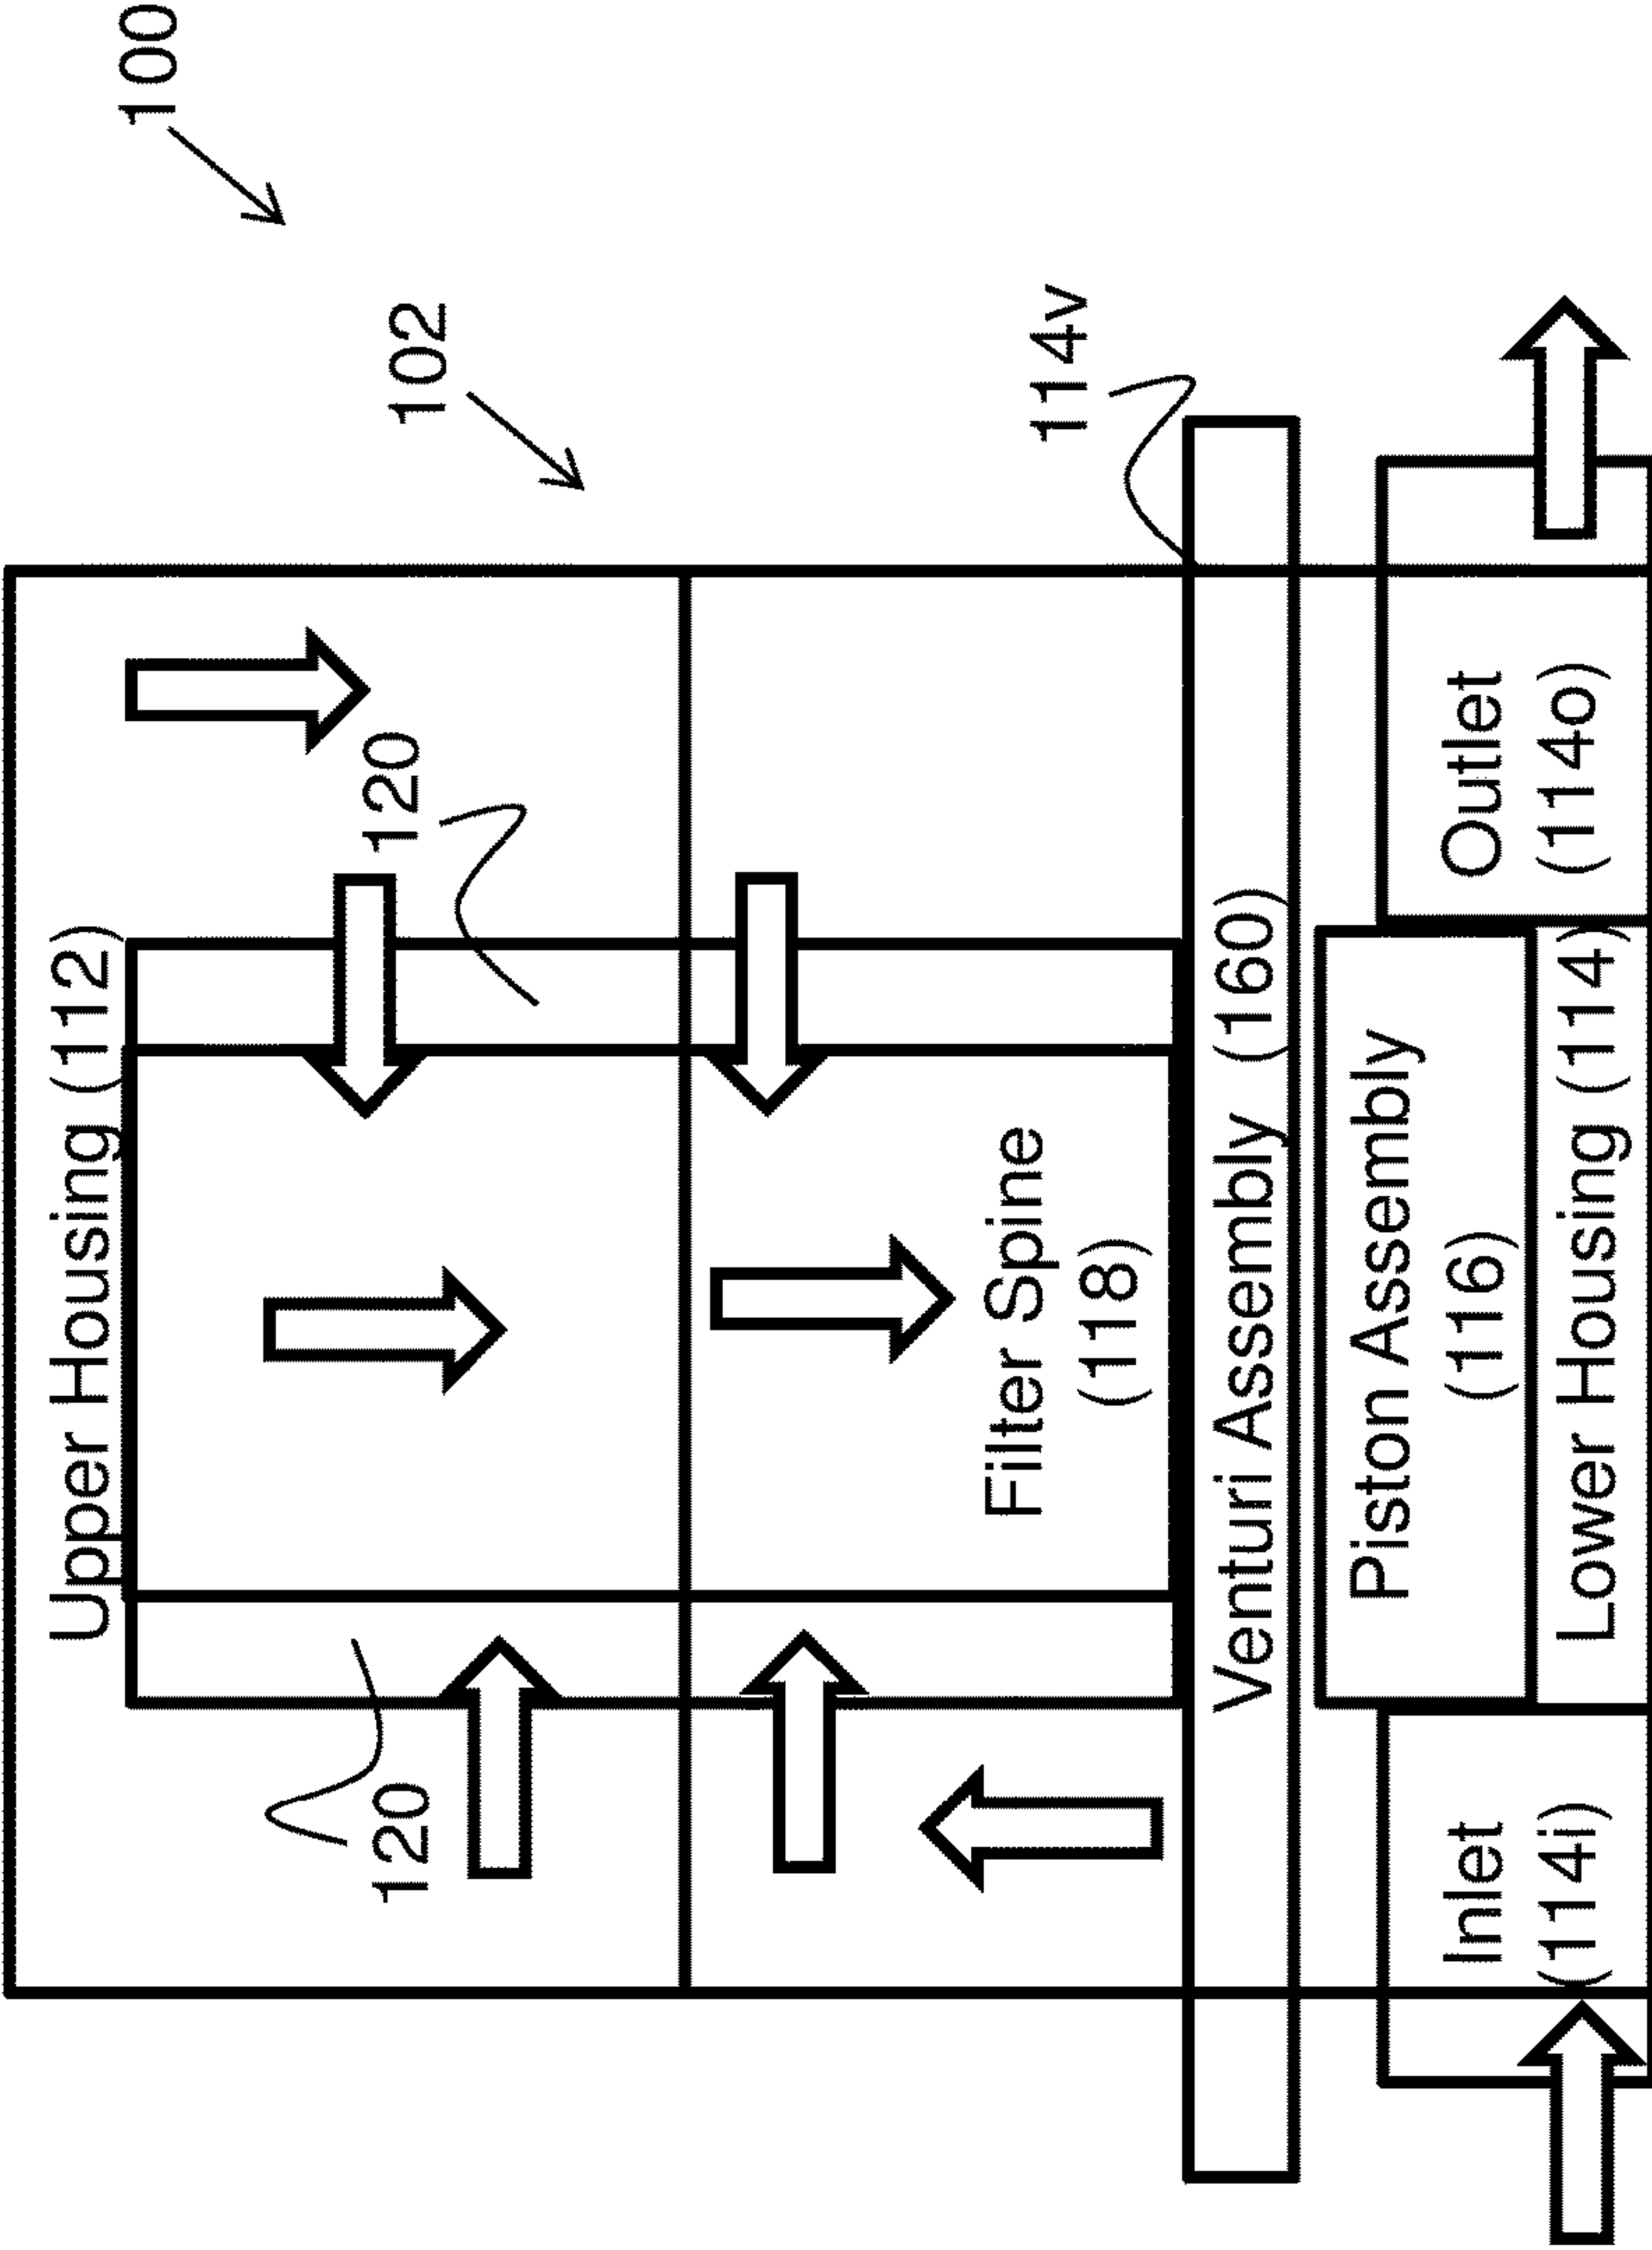 100
102
Upper Housing (112)
120
120
Filter Spine
(118)
114v
Venturi Assembly (160)
Piston Assembly
(116)
Inlet
(114i)
Outlet
(114o)
Lower Housing (114)